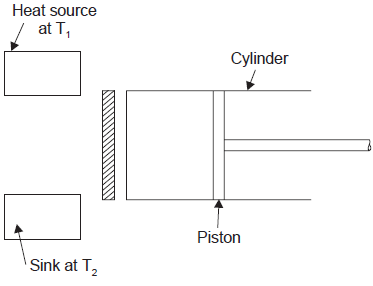 Heat source
at T₁
Cylinder
Piston
Sink at T₂